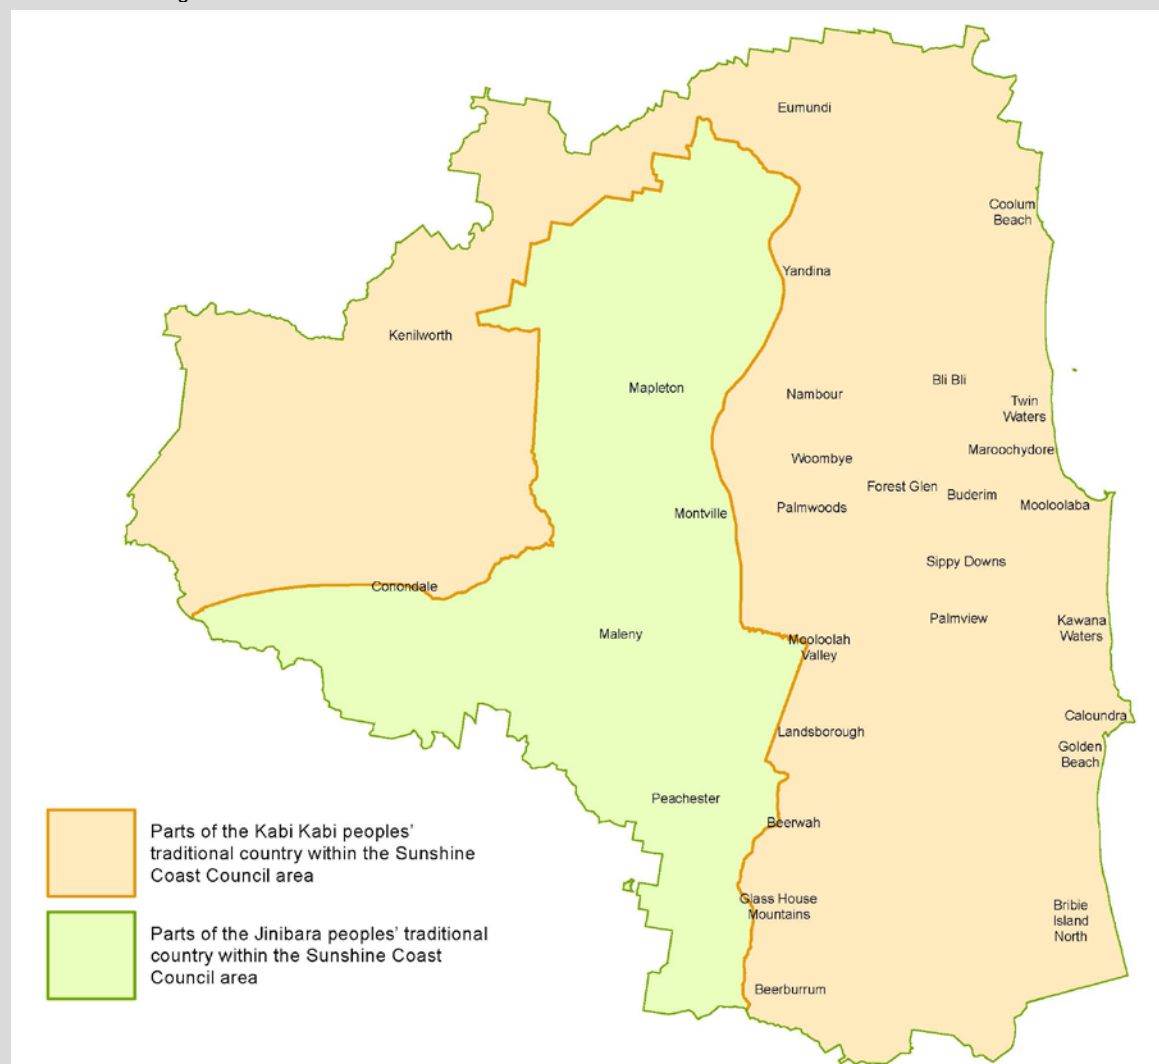 Eumundi
Coolum
Beach
Yandina
Kenilworth
Mapleton
Bli Bli
Nambour
Twin
Waters
Maroochydore
Woombye
Forest Glen
Buderim
Mooloolaba
Palmwoods
Montville
Sippy Downs
Conondale
Palmview
Kawana
Waters
Maleny
Mooloolah
Valley
Caloundra
Landsborough
Golden
Beach
Peachester
Beerwah
Glass House
Mountains
Bribie
Island
North
Beerburrum
Parts of the Kabi Kabi peoples’
traditional country within the Sunshine
Coast Council area
Parts of the Jinibara peoples’ traditional
country within the Sunshine Coast
Council area